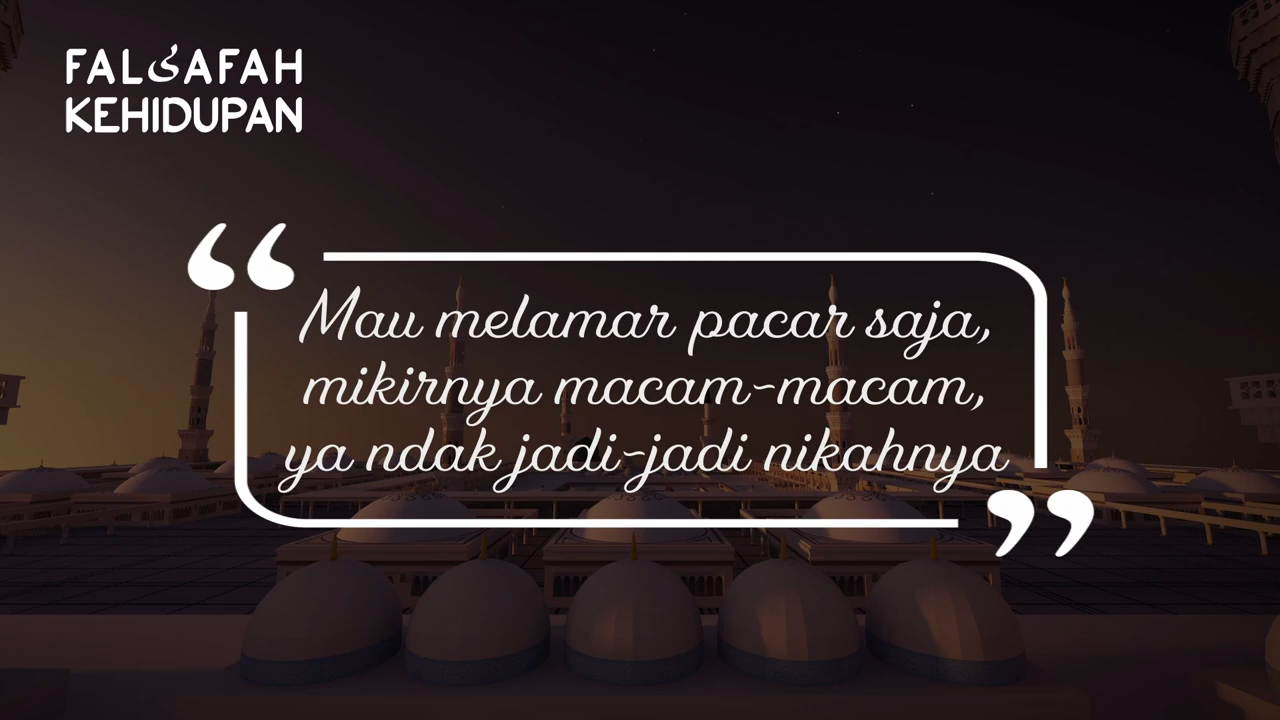 FALSAFAH
KEHIDUPAN
Mau melamar pacar saja,
mikirnya macam-macam,
ya ndak jadi-jadi nikahnya